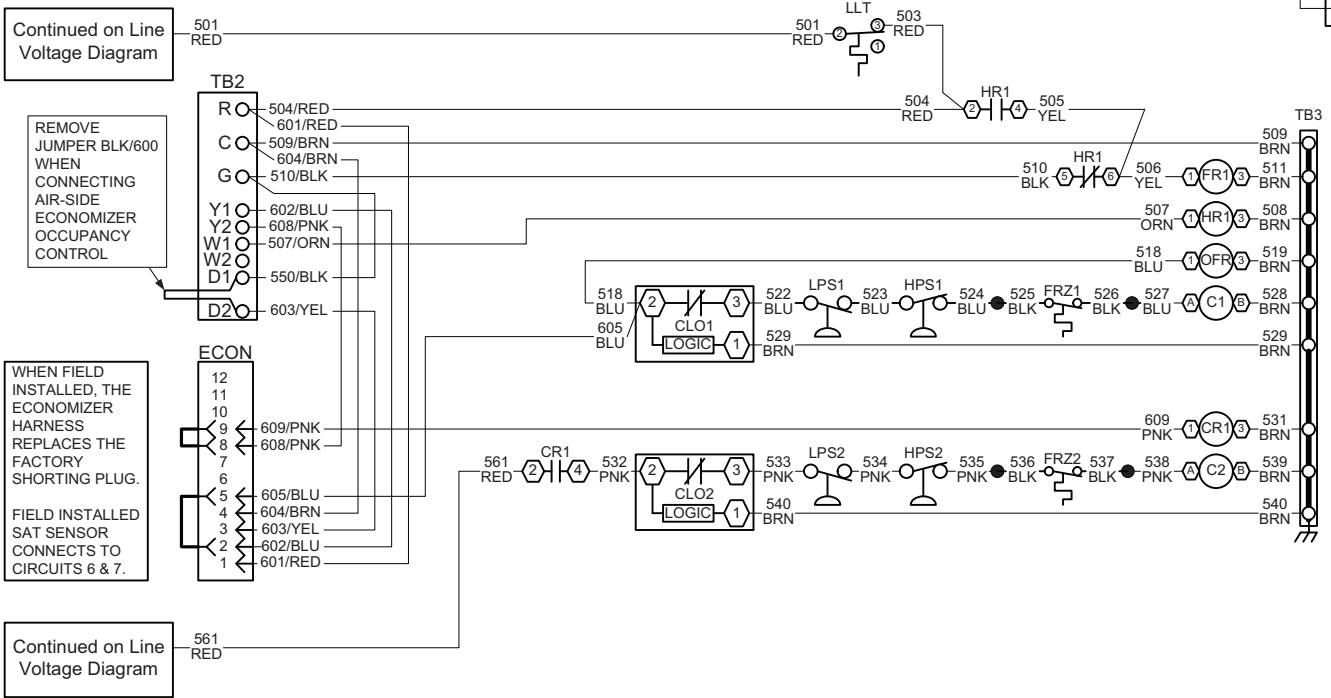 Continued on Line
Voltage Diagram
501
RED
501
RED
LLT
2
3
1
503
RED
TB2
R
504/RED
601/RED
C
509/BRN
604/BRN
G
510/BLK
Y1
602/BLU
Y2
608/PNK
W1
507/ORN
W2
D1
550/BLK
D2
603/YEL
REMOVE
JUMPER BLK/600
WHEN
CONNECTING
AIR-SIDE
ECONOMIZER
OCCUPANCY
CONTROL
504
RED
2
HR1
4
505
YEL
TB3
509
BRN
510
BLK
5
HR1
6
506
YEL
1
FR1
3
511
BRN
507
ORN
1
HR1
3
508
BRN
518
BLU
1
OFR
3
519
BRN
518
BLU
605
BLU
2
3
CLO1
LOGIC
1
522
BLU
LPS1
523
BLU
HPS1
524
BLU
525
BLK
FRZ1
526
BLK
527
BLU
A
C1
B
528
BRN
529
BRN
529
BRN
WHEN FIELD
INSTALLED, THE
ECONOMIZER
HARNESS
REPLACES THE
FACTORY
SHORTING PLUG.
FIELD INSTALLED
SAT SENSOR
CONNECTS TO
CIRCUITS 6 & 7.
ECON
12
11
10
9
609/PNK
8
608/PNK
7
6
5
605/BLU
4
604/BRN
3
603/YEL
2
602/BLU
1
601/RED
609
PNK
1
CR1
3
531
BRN
561
RED
2
CR1
4
532
PNK
2
3
CLO2
LOGIC
1
533
PNK
LPS2
534
PNK
HPS2
535
PNK
536
BLK
FRZ2
537
BLK
538
PNK
A
C2
B
539
BRN
540
BRN
540
BRN
Continued on Line
Voltage Diagram
561
RED